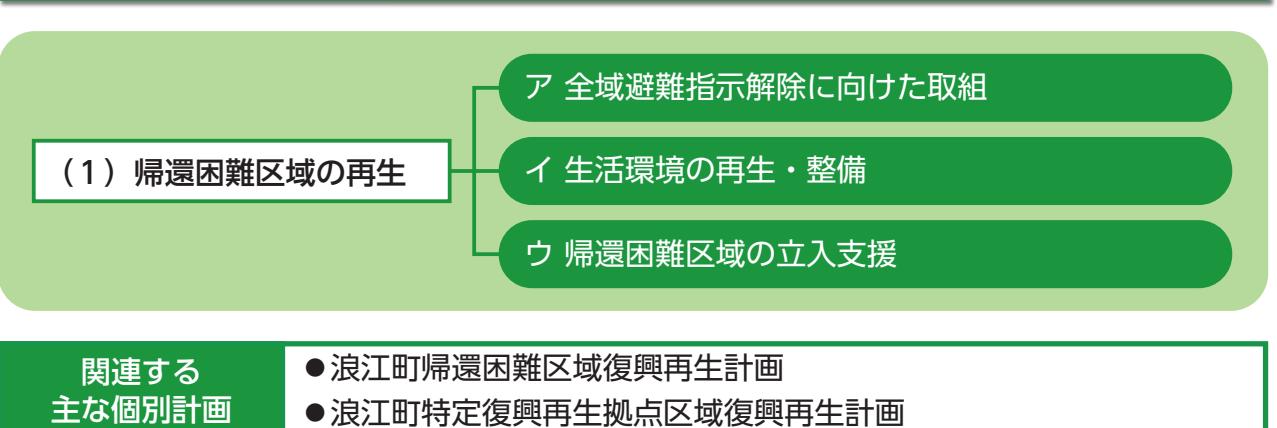 （1）帰還困難区域の再生
ア 全域避難指示解除に向けた取組
イ 生活環境の再生・整備
ウ 帰還困難区域の立入支援
関連する
主な個別計画
●浪江町帰還困難区域復興再生計画
●浪江町特定復興再生拠点区域復興再生計画